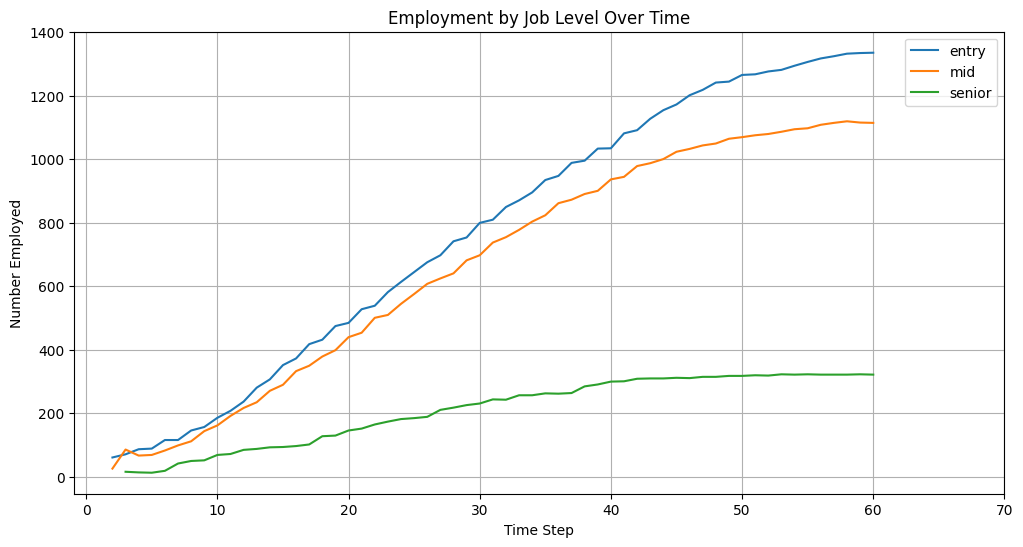 Employment by Job Level Over Time
1400
1200
1000
800
600
400
200
0
Number Employed
entry
mid
senior
0 10 20 30 40 50 60 70
Time Step